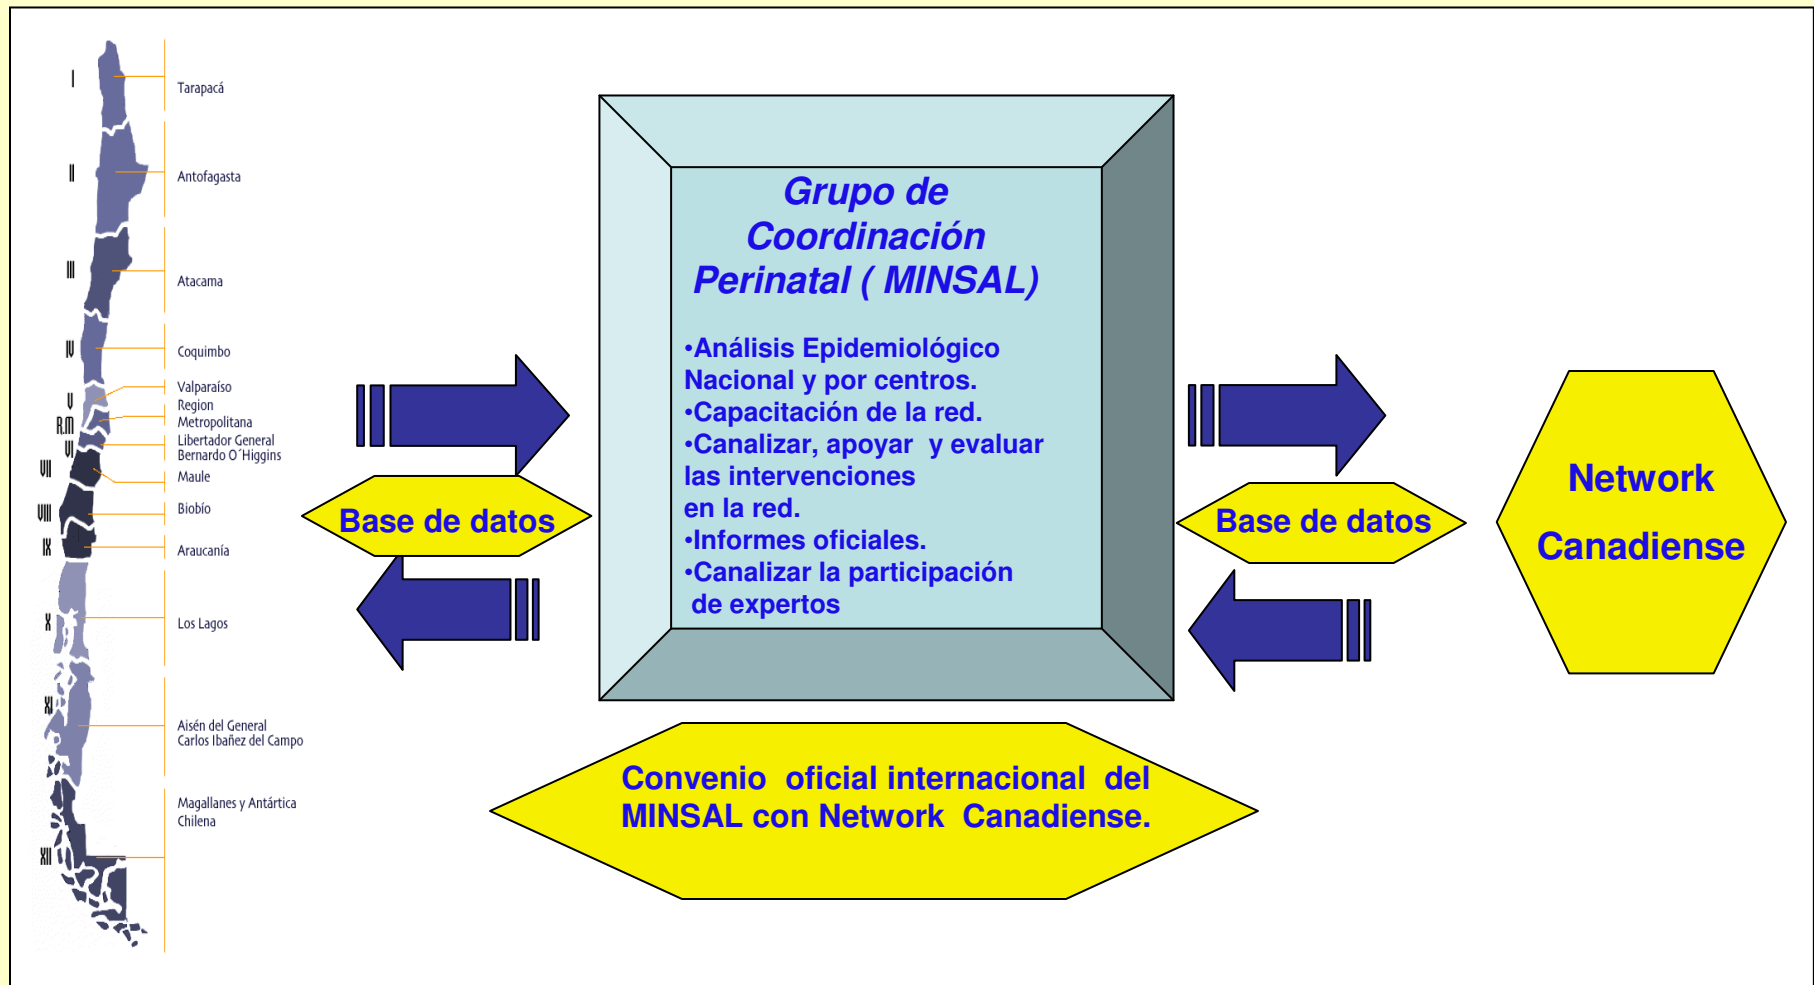 I
Tarapacá
II
Antofagasta
III
Atacama
IV
Coquimbo
V
Valparaíso
R.M
Region
Metropolitana
VI
Libertador General
Bernardo O´Higgins
VII
Maule
VIII
Biobío
IX
Araucanía
X
Los Lagos
XI
Aisén del General
Carlos Ibañez del Campo
Magallanes y Antártica
Chilena
XII
Base de datos
Grupo de
Coordinación
Perinatal ( MINSAL)
•Análisis Epidemiológico
Nacional y por centros.
•Capacitación de la red.
•Canalizar, apoyar y evaluar
las intervenciones
en la red.
•Informes oficiales.
•Canalizar la participación
de expertos
Base de datos
Network
Canadiense
Convenio oficial internacional del
MINSAL con Network Canadiense.